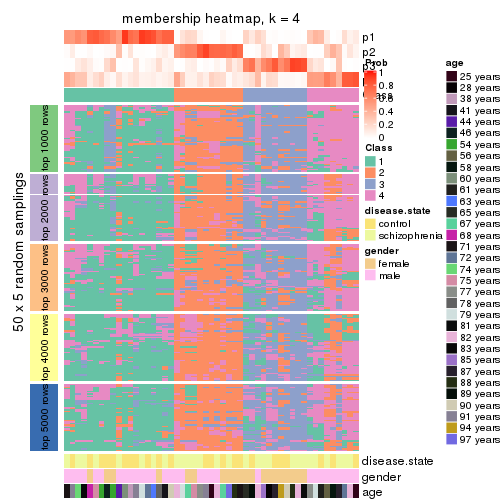 membership heatmap, k = 4
p1
p2
p3
Prob
1
0.8
0.6
0.4
0.2
0
Class
1
2
3
4
disease.state
control
schizophrenia
gender
female
male
age
25 years
28 years
38 years
41 years
44 years
46 years
54 years
56 years
58 years
60 years
61 years
63 years
65 years
67 years
68 years
71 years
72 years
74 years
75 years
77 years
78 years
79 years
81 years
82 years
83 years
85 years
87 years
88 years
89 years
90 years
91 years
94 years
97 years
50 x 5 random samplings
top 1000 rows
top 2000 rows
top 3000 rows
top 4000 rows
top 5000 rows
disease.state
gender
age